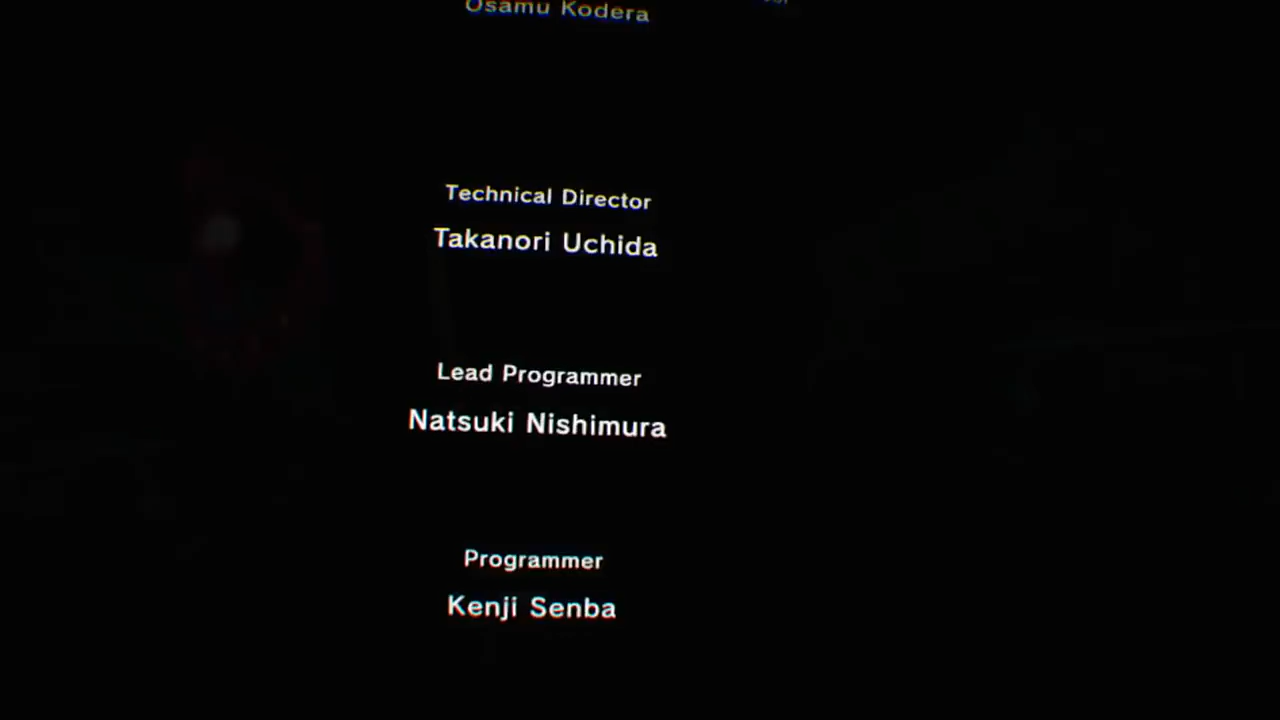 Osamu Kodera
Technical Director
Takanori Uchida
Lead Programmer
Natsuki Nishimura
Programmer
Kenji Senba